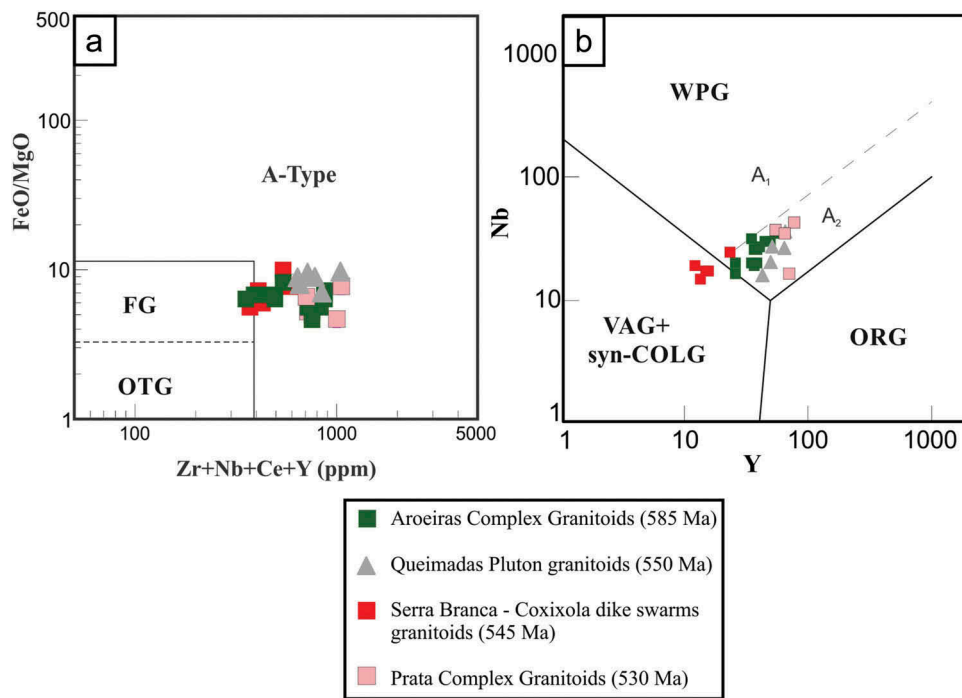 a
500
100
10
1
FeO/MgO
A-Type
FG
OTG
100
1000
5000
Zr+Nb+Ce+Y (ppm)
b
1000
100
10
1
Nb
WPG
A1
A2
VAG+
syn-COLG
ORG
1
10
100
1000
Y
Aroeiras Complex Granitoids (585 Ma)
Queimadas Pluton granitoids (550 Ma)
Serra Branca - Coxixola dike swarms
granitoids (545 Ma)
Prata Complex Granitoids (530 Ma)